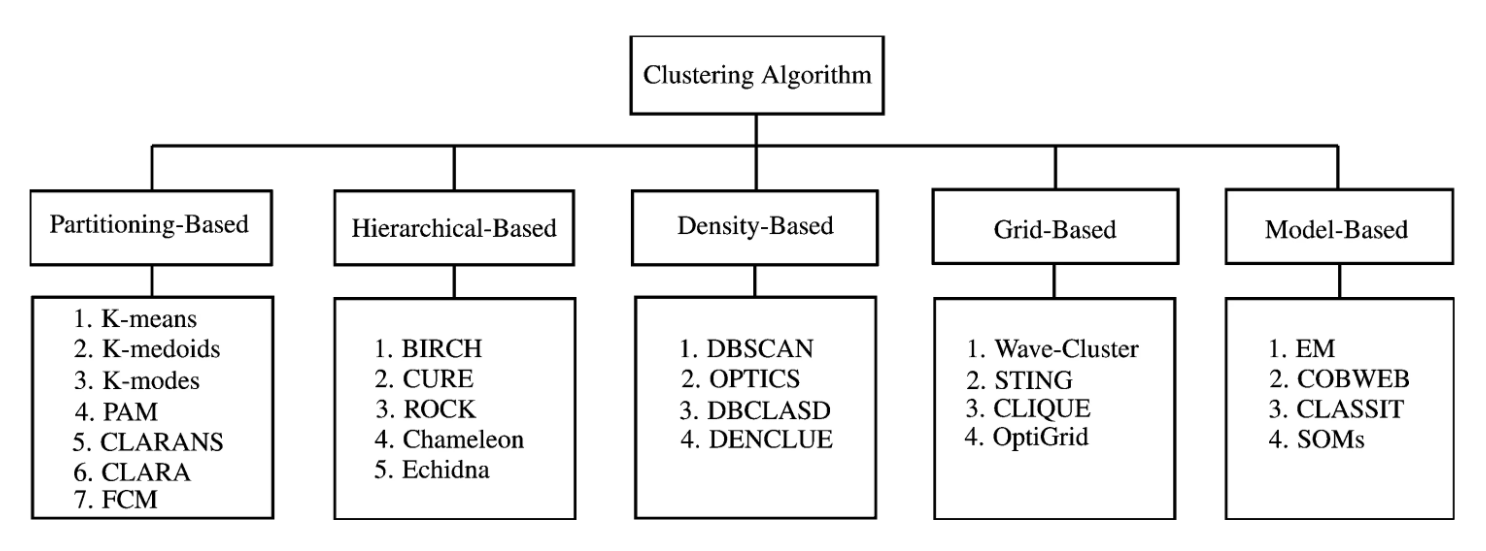 Clustering Algorithm
Partitioning-Based
Hierarchical-Based
Density-Based
Grid-Based
Model-Based
1. K-means
2. K-medoids
3. K-modes
4. PAM
5. CLARANS
6. CLARA
7. FCM
1. BIRCH
2. CURE
3. ROCK
4. Chameleon
5. Echidna
1. DBSCAN
2. OPTICS
3. DBCLASD
4. DENCLUE
1. Wave-Cluster
2. STING
3. CLIQUE
4. OptiGrid
1. EM
2. COBWEB
3. CLASSIT
4. SOMs